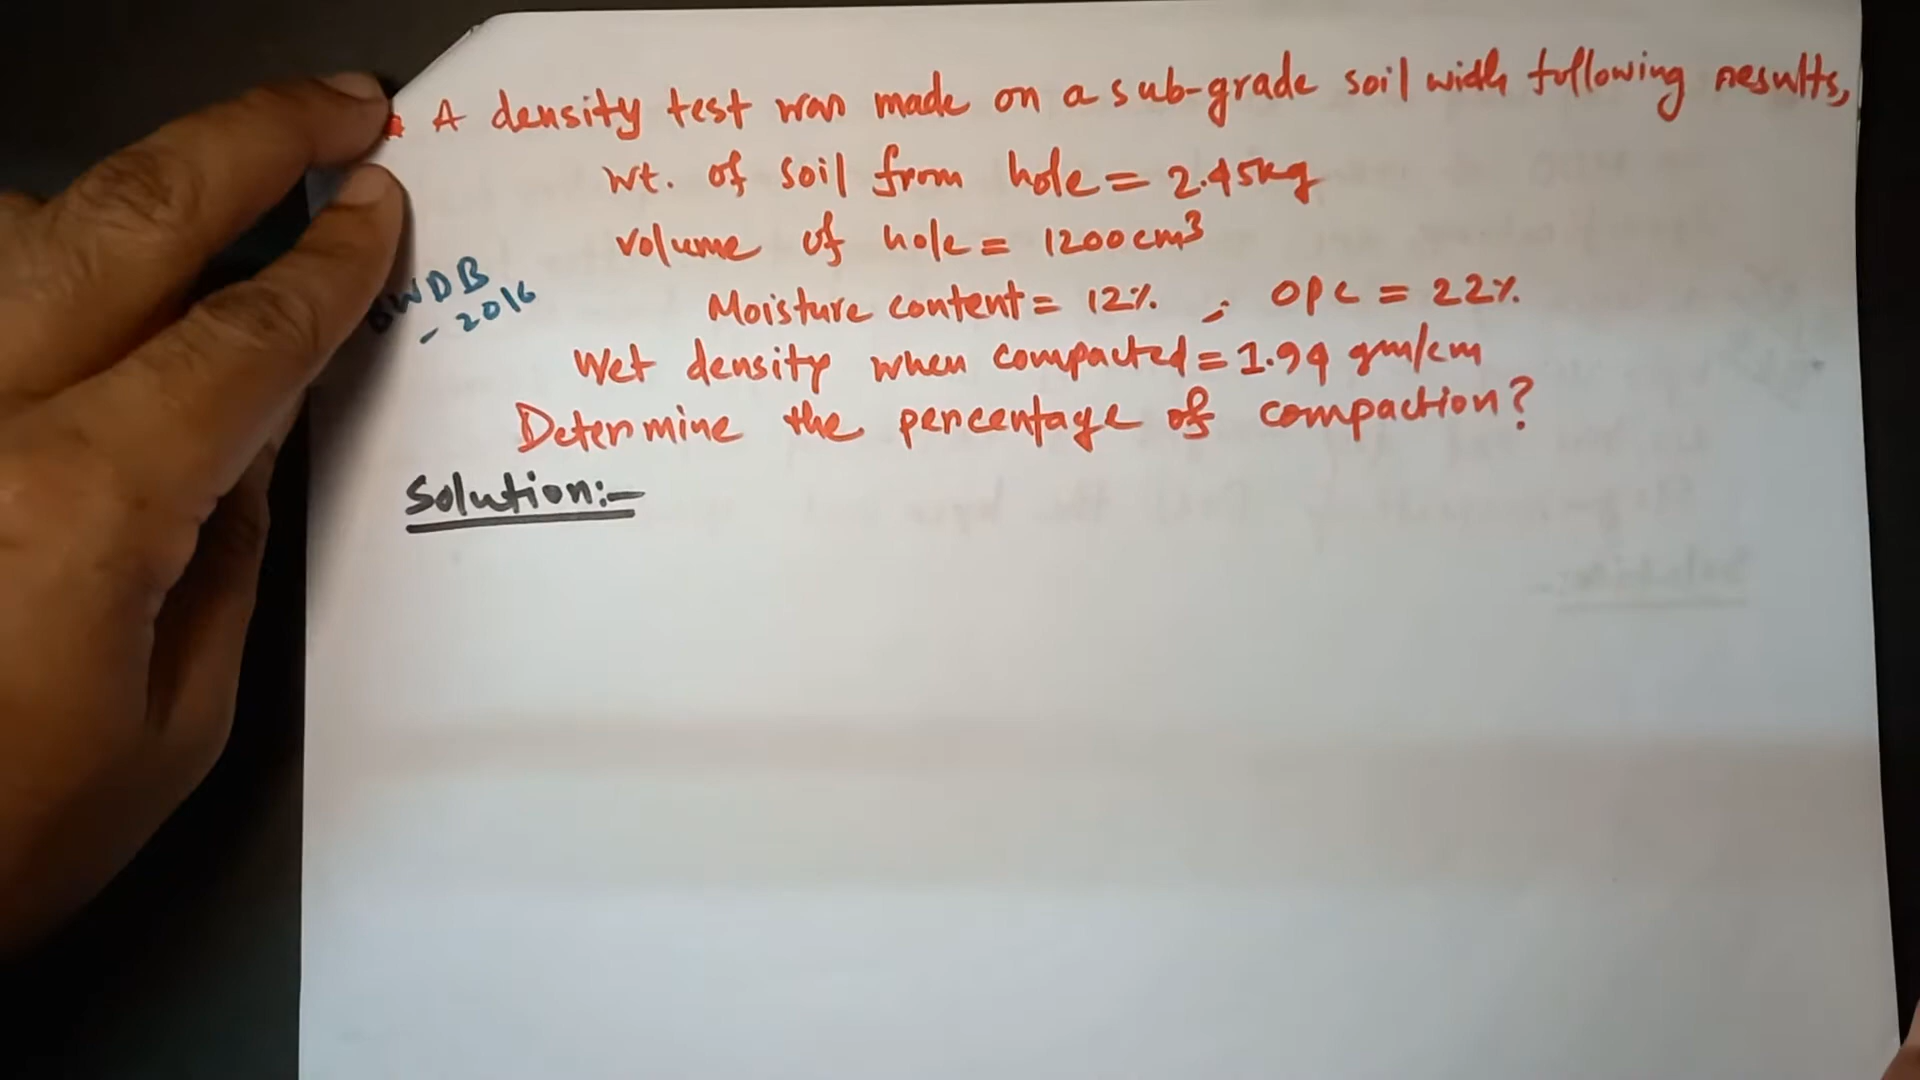 A density test was made on a sub-grade soil with following results,
wt. of soil from hole = 2.45kg
volume of hole = 1200cm³
BWDB
- 2016
Moisture content = 12% , OPC = 22%.
Wet density when compacted = 1.94 gm/cm
Determine the percentage of compaction?
Solution:-